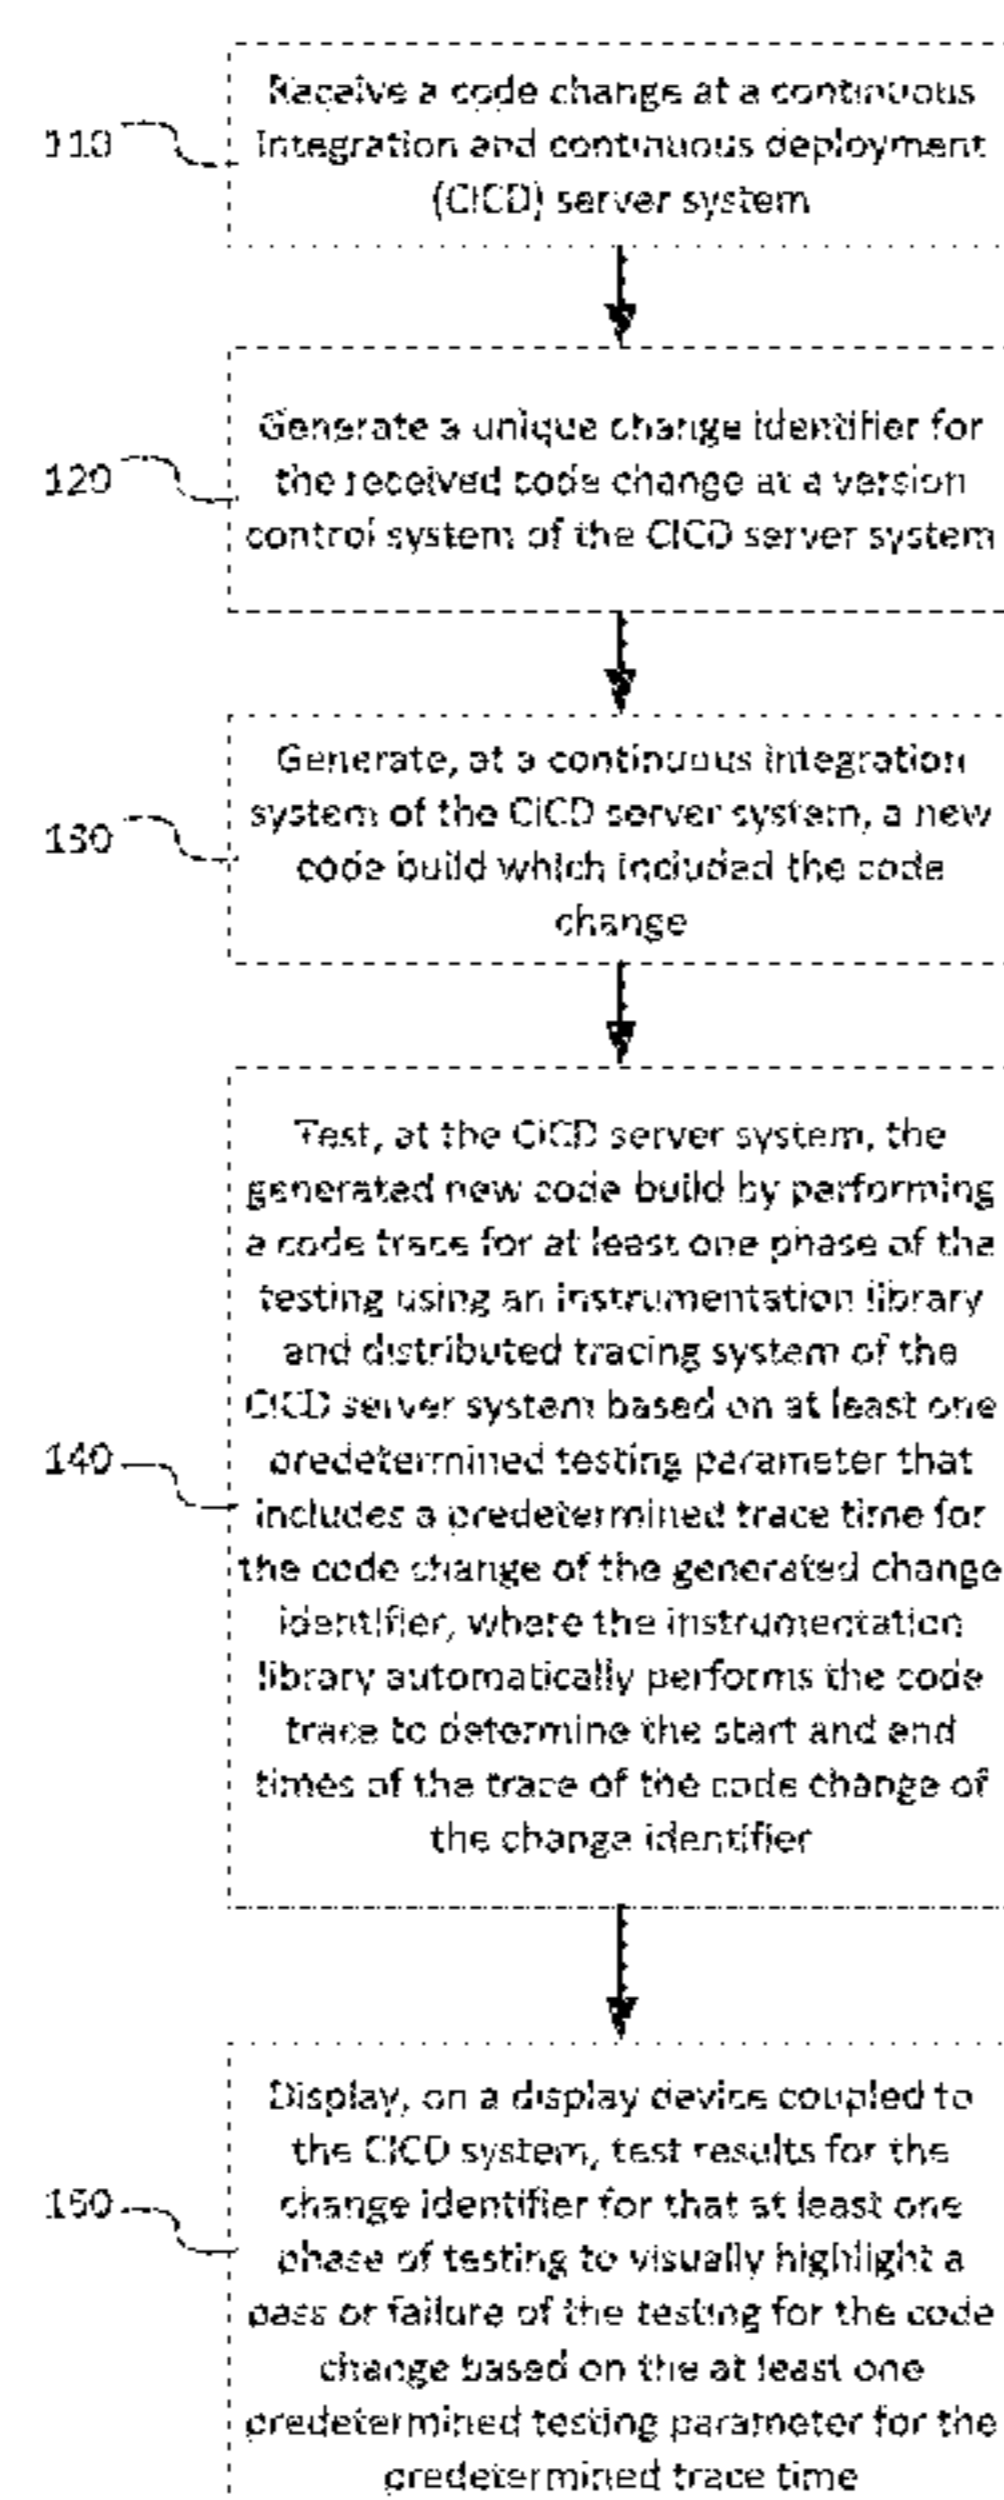 110
Receive a code change at a continuous
integration and continuous deployment
(CICD) server system
120
Generate a unique change identifier for
the received code change at a version
control system of the CICD server system
130
Generate, at a continuous integration
system of the CICD server system, a new
code build which included the code
change
140
Test, at the CICD server system, the
generated new code build by performing
a code trace for at least one phase of the
testing using an instrumentation library
and distributed tracing system of the
CICD server system based on at least one
predetermined testing parameter that
includes a predetermined trace time for
the code change of the generated change
identifier, where the instrumentation
library automatically performs the code
trace to determine the start and end
times of the trace of the code change of
the change identifier
150
Display, on a display device coupled to
the CICD system, test results for the
change identifier for that at least one
phase of testing to visually highlight a
pass or failure of the testing for the code
change based on the at least one
predetermined testing parameter for the
predetermined trace time